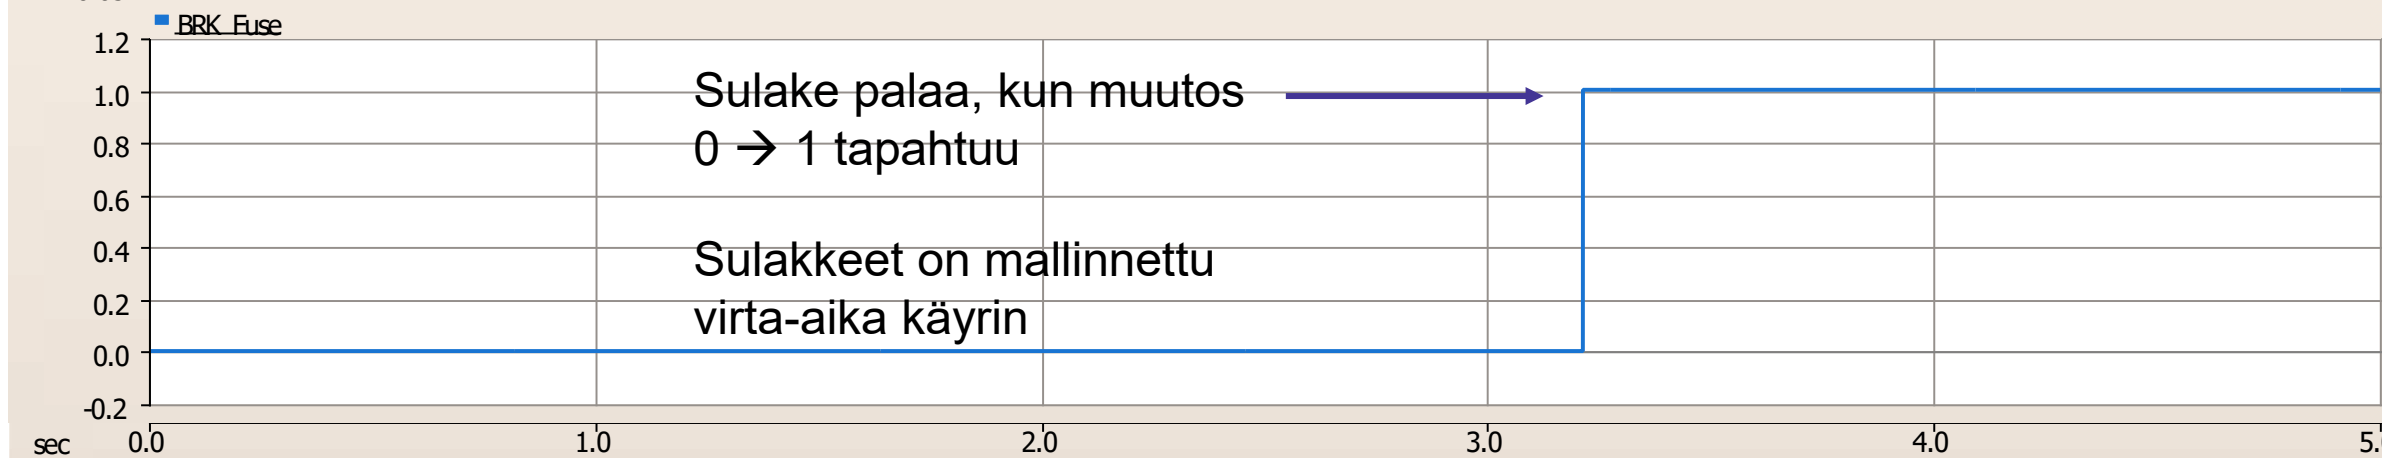 BRK_Fuse
1.2
1.0
0.8
0.6
0.4
0.2
0.0
-0.2
Sulake palaa, kun muutos
0 → 1 tapahtuu
Sulakkeet on mallinnettu
virta-aika käyrin
sec 0.0 1.0 2.0 3.0 4.0 5.